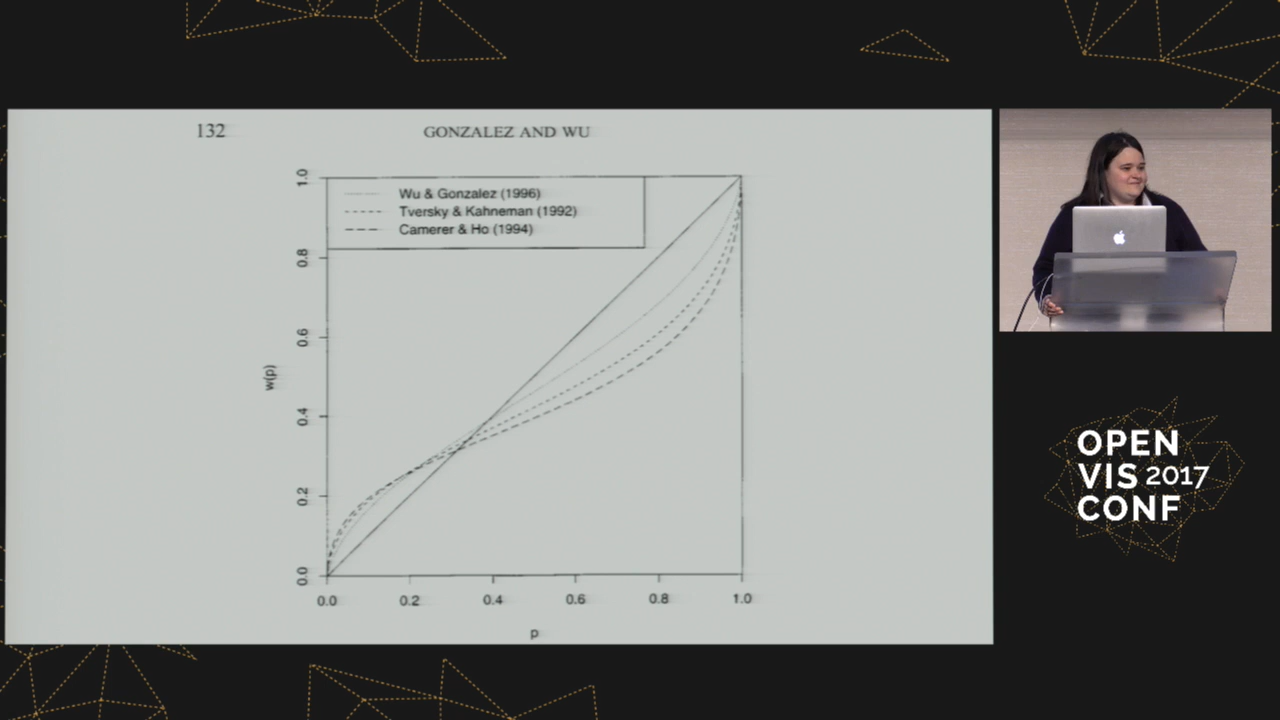 132
GONZALEZ AND WU
Wu & Gonzalez (1996)
Tversky & Kahneman (1992)
Camerer & Ho (1994)
1.0
0.8
0.6
0.4
0.2
0.0
w(p)
0.0 0.2 0.4 0.6 0.8 1.0
p
OPEN
VIS 2017
CONF